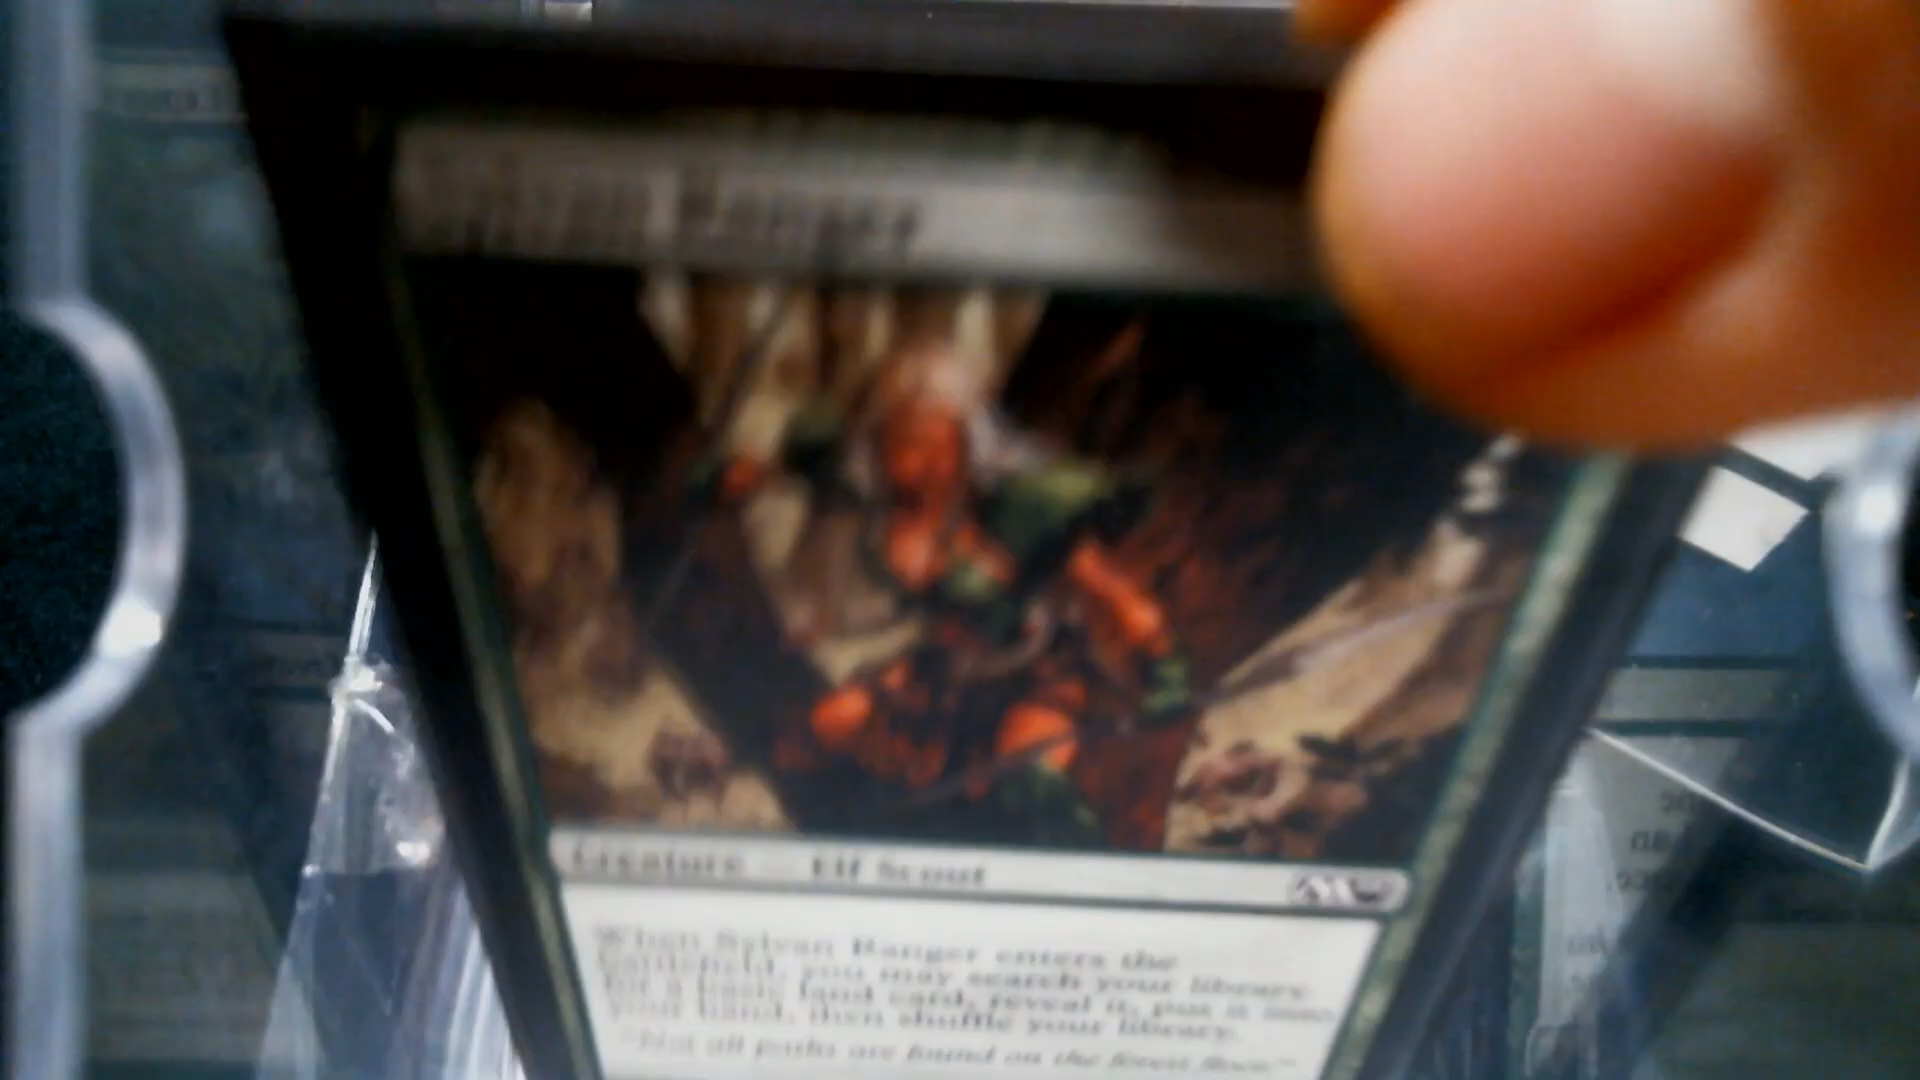 Sylvan Ranger
Creature — Elf Scout
When Sylvan Ranger enters the
battlefield, you may search your library
for a basic land card, reveal it, put it into
your hand, then shuffle your library.
"Not all paths are found on the forest floor."